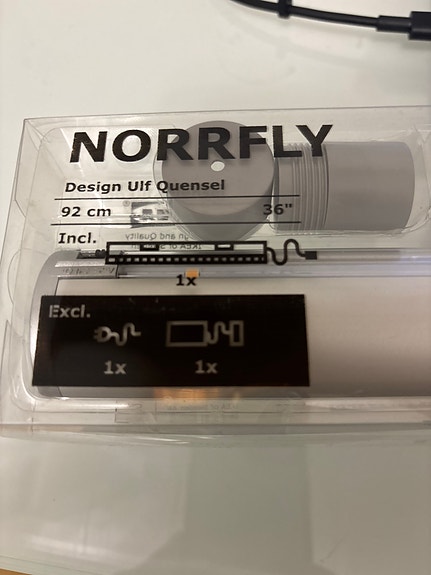 NORRFLY
Design Ulf Quensel
92 cm 36"
Incl.
1x
Excl.
1x 1x